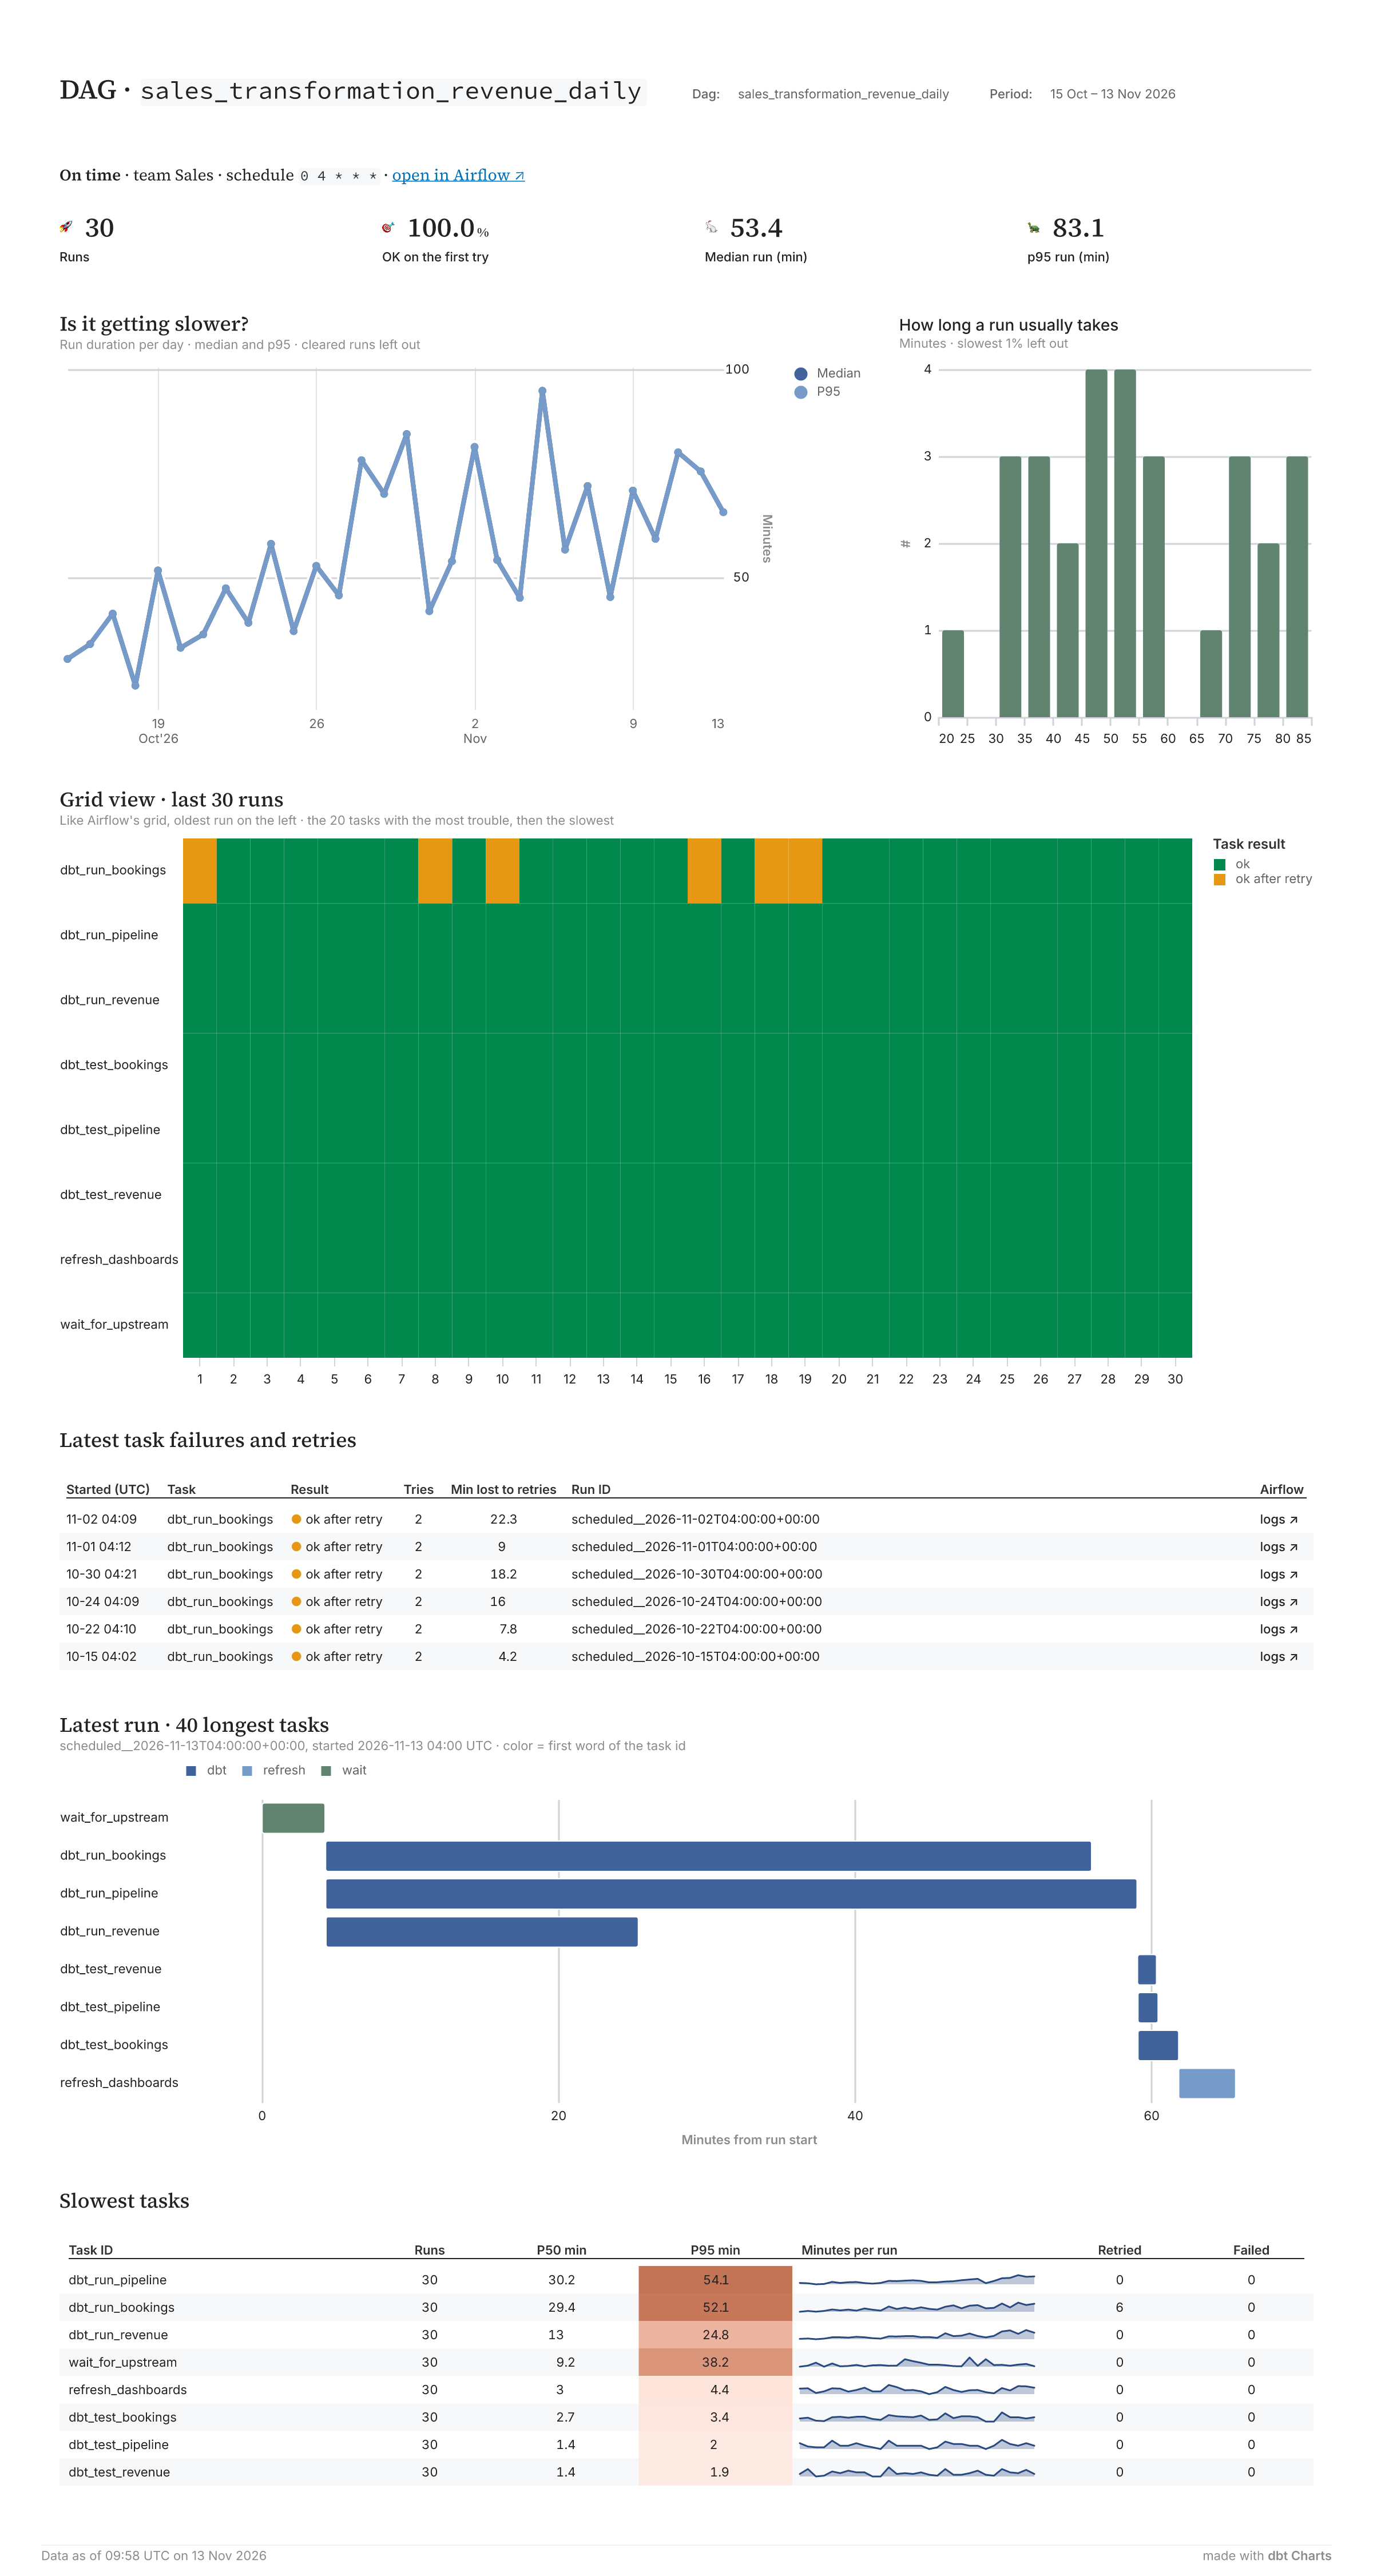 DAG · sales_transformation_revenue_daily Dag: sales_transformation_revenue_daily Period: 15 Oct – 13 Nov 2026
On time · team Sales · schedule 0 4 * * * · open in Airflow ↗
30 100.0% 53.4 83.1
Runs OK on the first try Median run (min) p95 run (min)
Is it getting slower?
Run duration per day · median and p95 · cleared runs left out
100
50
Minutes
Median
P95
19 26 2 9 13
Oct'26 Nov
How long a run usually takes
Minutes · slowest 1% left out
4
3
2
1
0
#
20 25 30 35 40 45 50 55 60 65 70 75 80 85
Grid view · last 30 runs
Like Airflow's grid, oldest run on the left · the 20 tasks with the most trouble, then the slowest
Task result
ok
ok after retry
dbt_run_bookings
dbt_run_pipeline
dbt_run_revenue
dbt_test_bookings
dbt_test_pipeline
dbt_test_revenue
refresh_dashboards
wait_for_upstream
1 2 3 4 5 6 7 8 9 10 11 12 13 14 15 16 17 18 19 20 21 22 23 24 25 26 27 28 29 30
Latest task failures and retries
Started (UTC) Task Result Tries Min lost to retries Run ID Airflow
11-02 04:09 dbt_run_bookings ok after retry 2 22.3 scheduled__2026-11-02T04:00:00+00:00 logs ↗
11-01 04:12 dbt_run_bookings ok after retry 2 9 scheduled__2026-11-01T04:00:00+00:00 logs ↗
10-30 04:21 dbt_run_bookings ok after retry 2 18.2 scheduled__2026-10-30T04:00:00+00:00 logs ↗
10-24 04:09 dbt_run_bookings ok after retry 2 16 scheduled__2026-10-24T04:00:00+00:00 logs ↗
10-22 04:10 dbt_run_bookings ok after retry 2 7.8 scheduled__2026-10-22T04:00:00+00:00 logs ↗
10-15 04:02 dbt_run_bookings ok after retry 2 4.2 scheduled__2026-10-15T04:00:00+00:00 logs ↗
Latest run · 40 longest tasks
scheduled__2026-11-13T04:00:00+00:00, started 2026-11-13 04:00 UTC · color = first word of the task id
dbt refresh wait
wait_for_upstream
dbt_run_bookings
dbt_run_pipeline
dbt_run_revenue
dbt_test_revenue
dbt_test_pipeline
dbt_test_bookings
refresh_dashboards
0 20 40 60
Minutes from run start
Slowest tasks
Task ID Runs P50 min P95 min Minutes per run Retried Failed
dbt_run_pipeline 30 30.2 54.1 0 0
dbt_run_bookings 30 29.4 52.1 6 0
dbt_run_revenue 30 13 24.8 0 0
wait_for_upstream 30 9.2 38.2 0 0
refresh_dashboards 30 3 4.4 0 0
dbt_test_bookings 30 2.7 3.4 0 0
dbt_test_pipeline 30 1.4 2 0 0
dbt_test_revenue 30 1.4 1.9 0 0
Data as of 09:58 UTC on 13 Nov 2026 made with dbt Charts